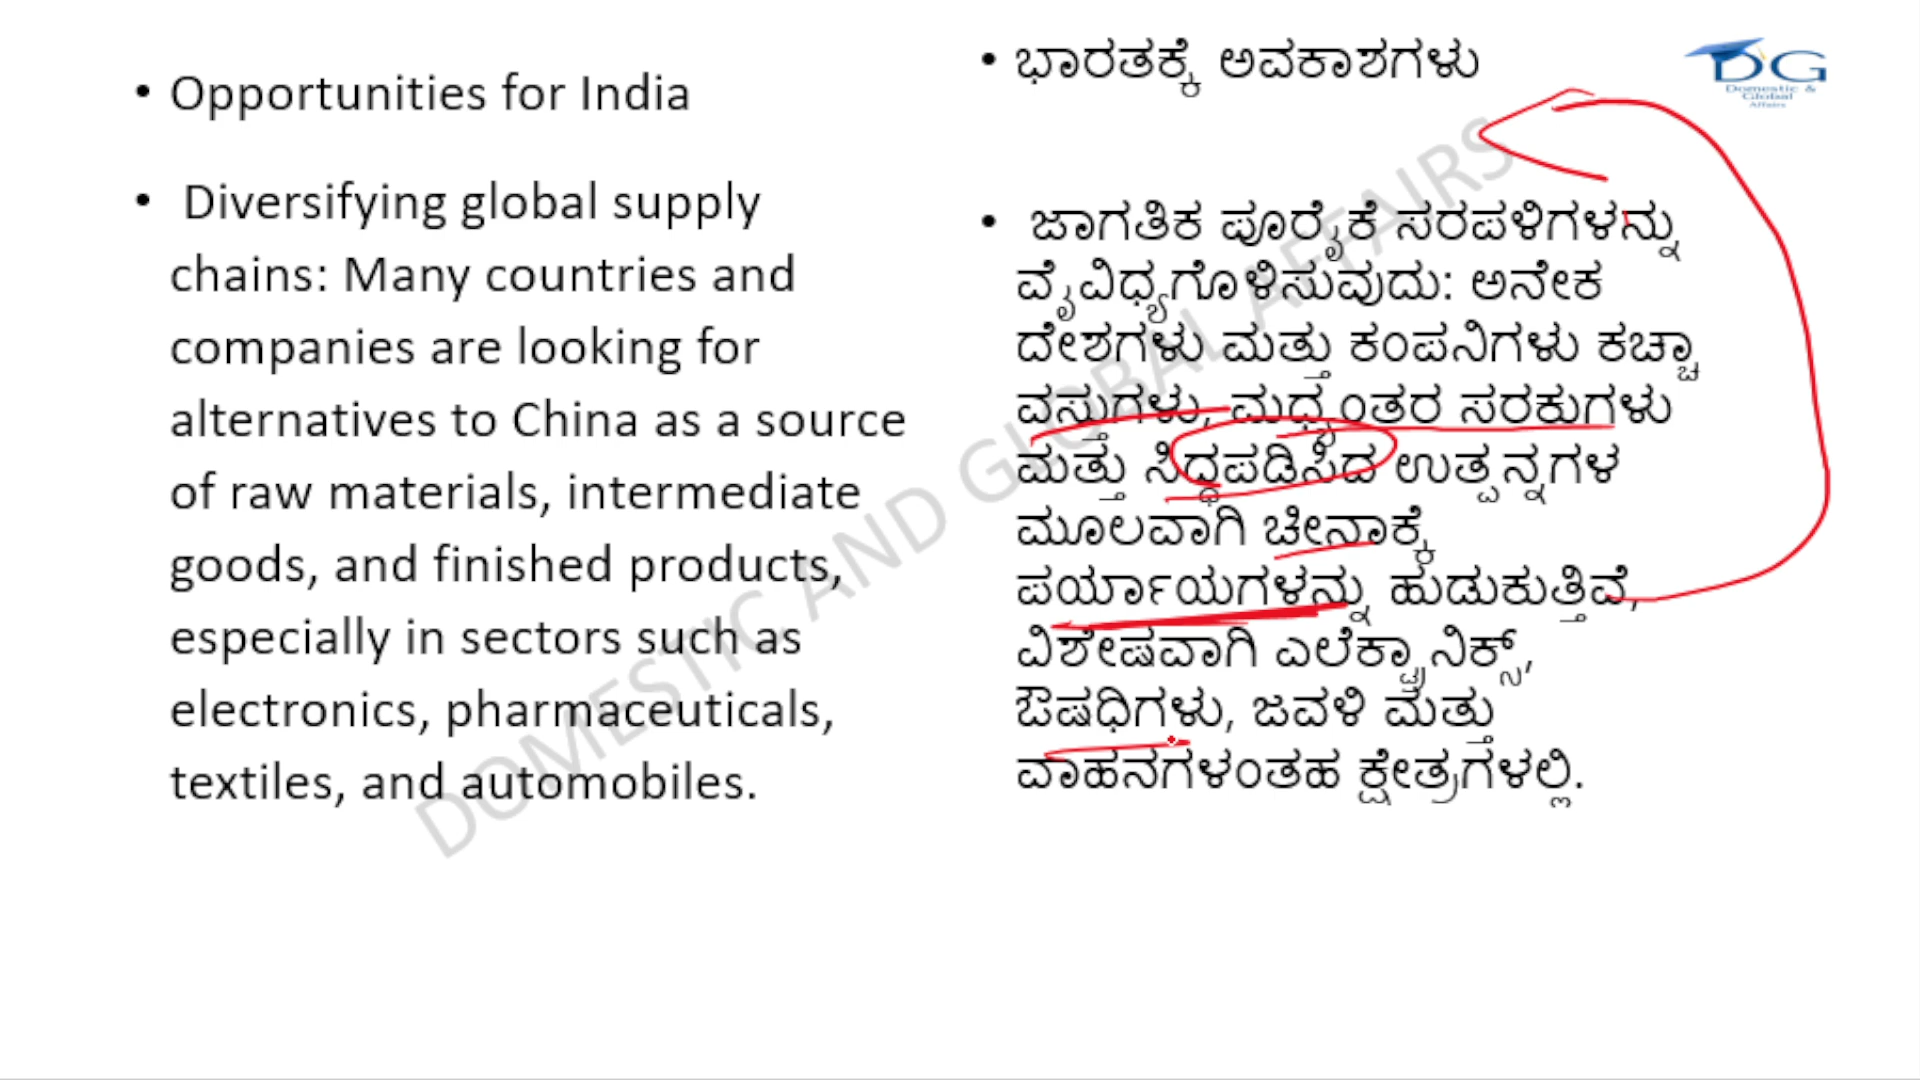 • Opportunities for India
• Diversifying global supply
chains: Many countries and
companies are looking for
alternatives to China as a source
of raw materials, intermediate
goods, and finished products,
especially in sectors such as
electronics, pharmaceuticals,
textiles, and automobiles.
• ಭಾರತಕ್ಕೆ ಅವಕಾಶಗಳು
• ಜಾಗತಿಕ ಪೂರೈಕೆ ಸರಪಳಿಗಳನ್ನು
ವೈವಿಧ್ಯಗೊಳಿಸುವುದು: ಅನೇಕ
ದೇಶಗಳು ಮತ್ತು ಕಂಪನಿಗಳು ಕಚ್ಚಾ
ವಸ್ತುಗಳು, ಮಧ್ಯಂತರ ಸರಕುಗಳು
ಮತ್ತು ಸಿದ್ಧಪಡಿಸಿದ ಉತ್ಪನ್ನಗಳ
ಮೂಲವಾಗಿ ಚೀನಾಕ್ಕೆ
ಪರ್ಯಾಯಗಳನ್ನು ಹುಡುಕುತ್ತಿವೆ,
ವಿಶೇಷವಾಗಿ ಎಲೆಕ್ಟ್ರಾನಿಕ್ಸ್,
ಔಷಧಿಗಳು, ಜವಳಿ ಮತ್ತು
ವಾಹನಗಳಂತಹ ಕ್ಷೇತ್ರಗಳಲ್ಲಿ.
DG
Domestic &
Global
Affairs
DOMESTIC AND GLOBAL AFFAIRS